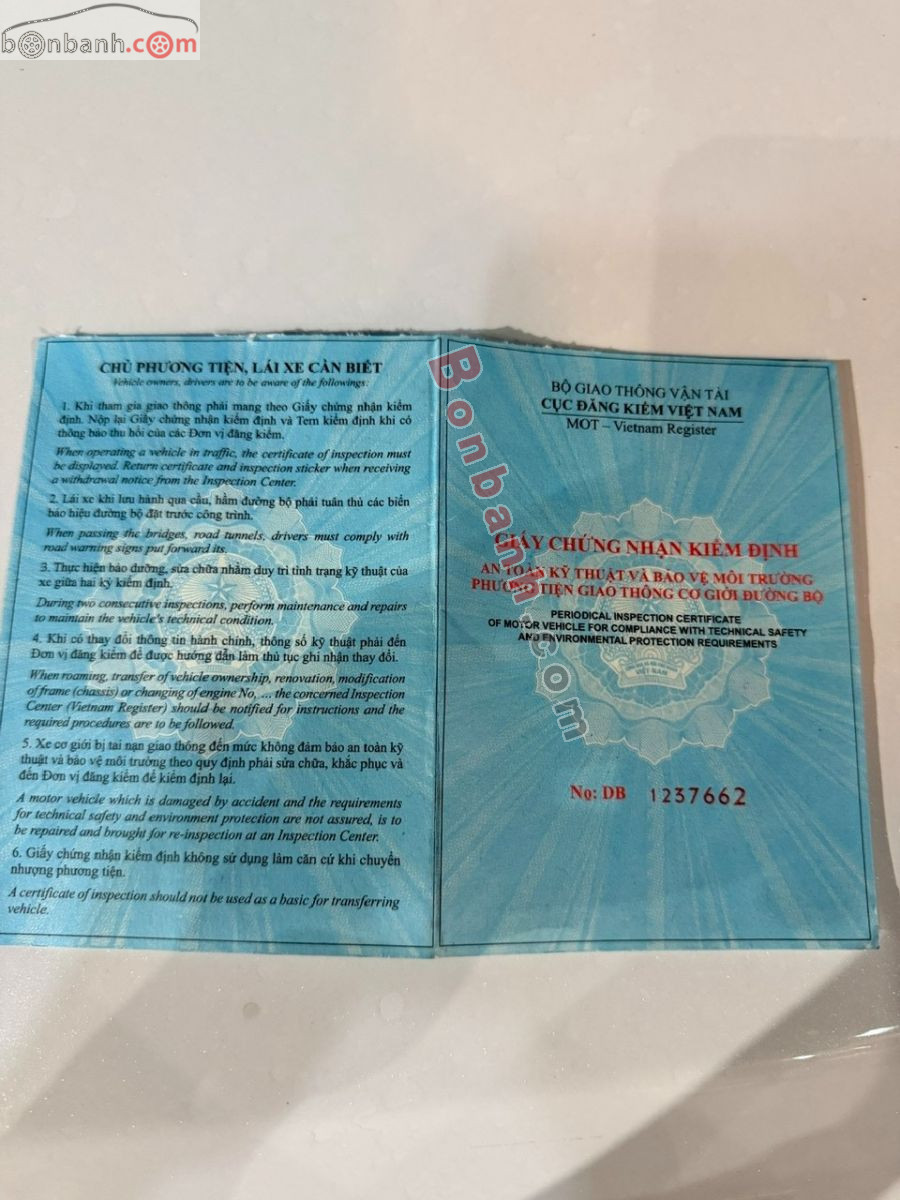 bonbanh.com
CHỦ PHƯƠNG TIỆN, LÁI XE CẦN BIẾT
Vehicle owners, drivers are to be aware of the followings:
1. Khi tham gia giao thông phải mang theo Giấy chứng nhận kiểm
định. Nộp lại Giấy chứng nhận kiểm định và Tem kiểm định khi có
thông báo thu hồi của các Đơn vị đăng kiểm.
When operating a vehicle in traffic, the certificate of inspection must
be displayed. Return certificate and inspection sticker when receiving
a withdrawal notice from the Inspection Center.
2. Lái xe khi lưu hành qua cầu, hầm đường bộ phải tuân thủ các biển
báo hiệu đường bộ đặt trước công trình.
When passing the bridges, road tunnels, drivers must comply with
road warning signs put forward its.
3. Thực hiện bảo dưỡng, sửa chữa nhằm duy trì tình trạng kỹ thuật của
xe giữa hai kỳ kiểm định.
During two consecutive inspections, perform maintenance and repairs
to maintain the vehicle's technical condition.
4. Khi có thay đổi thông tin hành chính, thông số kỹ thuật phải đến
Đơn vị đăng kiểm để được hướng dẫn làm thủ tục ghi nhận thay đổi.
When roaming, transfer of vehicle ownership, renovation, modification
of frame (chassis) or changing of engine No, ... the concerned Inspection
Center (Vietnam Register) should be notified for instructions and the
required procedures are to be followed.
5. Xe cơ giới bị tai nạn giao thông đến mức không đảm bảo an toàn kỹ
thuật và bảo vệ môi trường theo quy định phải sửa chữa, khắc phục và
đến Đơn vị đăng kiểm để kiểm định lại.
A motor vehicle which is damaged by accident and the requirements
for technical safety and environment protection are not assured, is to
be repaired and brought for re-inspection at an Inspection Center.
6. Giấy chứng nhận kiểm định không sử dụng làm căn cứ khi chuyển
nhượng phương tiện.
A certificate of inspection should not be used as a basic for transferring
vehicle.
BỘ GIAO THÔNG VẬN TẢI
CỤC ĐĂNG KIỂM VIỆT NAM
MOT – Vietnam Register
GIẤY CHỨNG NHẬN KIỂM ĐỊNH
AN TOÀN KỸ THUẬT VÀ BẢO VỆ MÔI TRƯỜNG
PHƯƠNG TIỆN GIAO THÔNG CƠ GIỚI ĐƯỜNG BỘ
PERIODICAL INSPECTION CERTIFICATE
OF MOTOR VEHICLE FOR COMPLIANCE WITH TECHNICAL SAFETY
AND ENVIRONMENTAL PROTECTION REQUIREMENTS
VIỆT NAM
Nọ: DB 1237662
Bonbanh.com